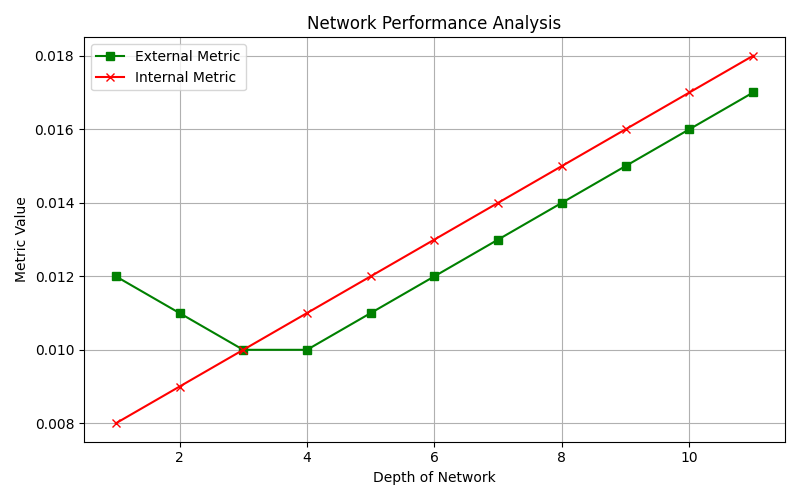 Network Performance Analysis
External Metric
Internal Metric
Metric Value
0.018
0.016
0.014
0.012
0.010
0.008
2 4 6 8 10
Depth of Network